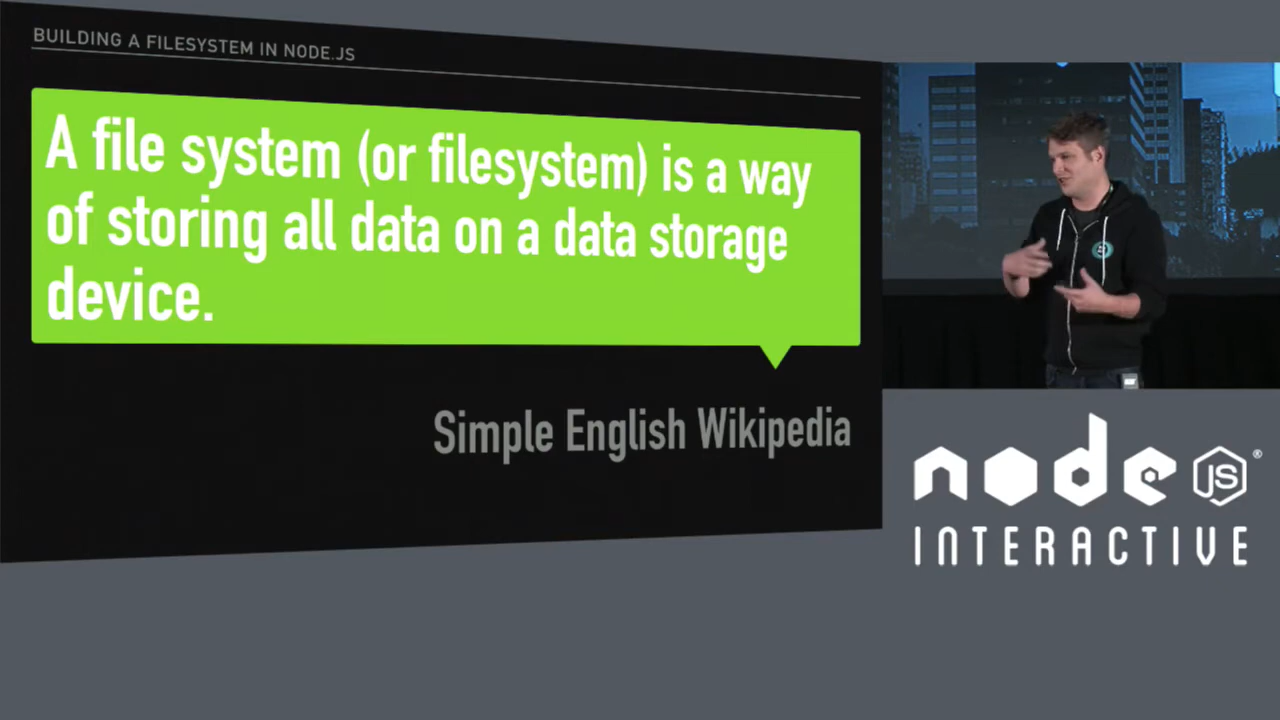 BUILDING A FILESYSTEM IN NODE.JS
A file system (or filesystem) is a way
of storing all data on a data storage
device.
Simple English Wikipedia
node JS ®
INTERACTIVE